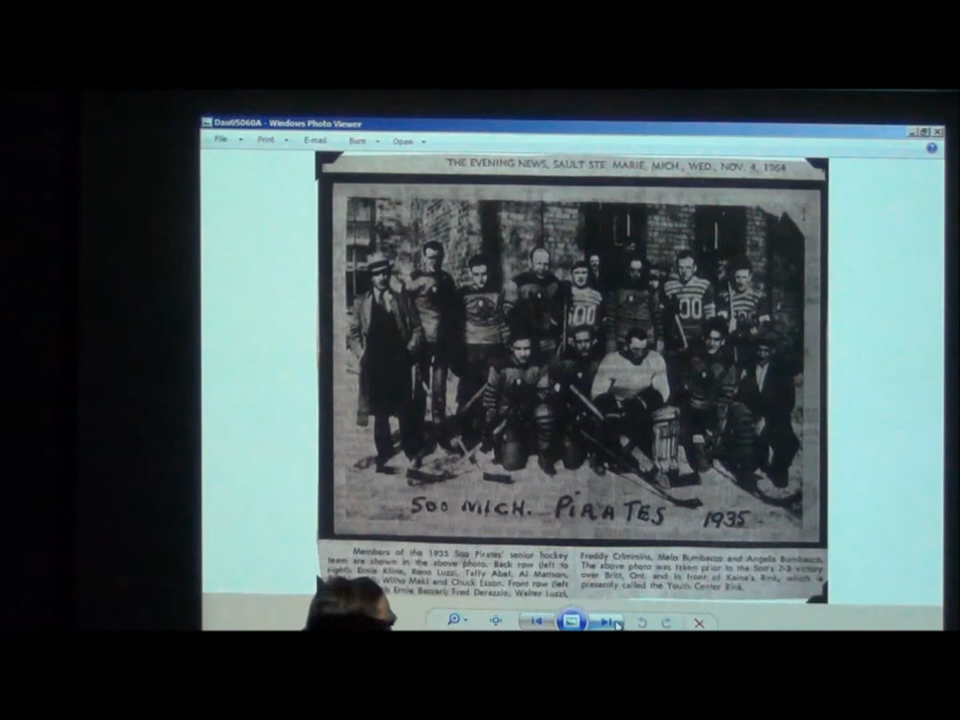 Dau05060A - Windows Photo Viewer
File Print E-mail Burn Open
THE EVENING NEWS, SAULT STE. MARIE, MICH., WED., NOV. 4, 1964
00
00
SOO MICH. PIRATES 1935
Members of the 1935 Soo Pirates' senior hockey
team are shown in the above photo. Back row (left to
right): Ernie Kline, Reno Luzzi, Taffy Abel, Al Mattson,
Wilho Maki and Chuck Esson. Front row (left
Ernie Beccari; Fred Derazzio, Walter Luzzi,
Freddy Crimmins, Melo Bumbacco and Angelo Bumbacco.
The above photo was taken prior to the Soo's 7-3 victory
over Britt, Ont. and in front of Kaine's Rink, which is
presently called the Youth Center Rink.